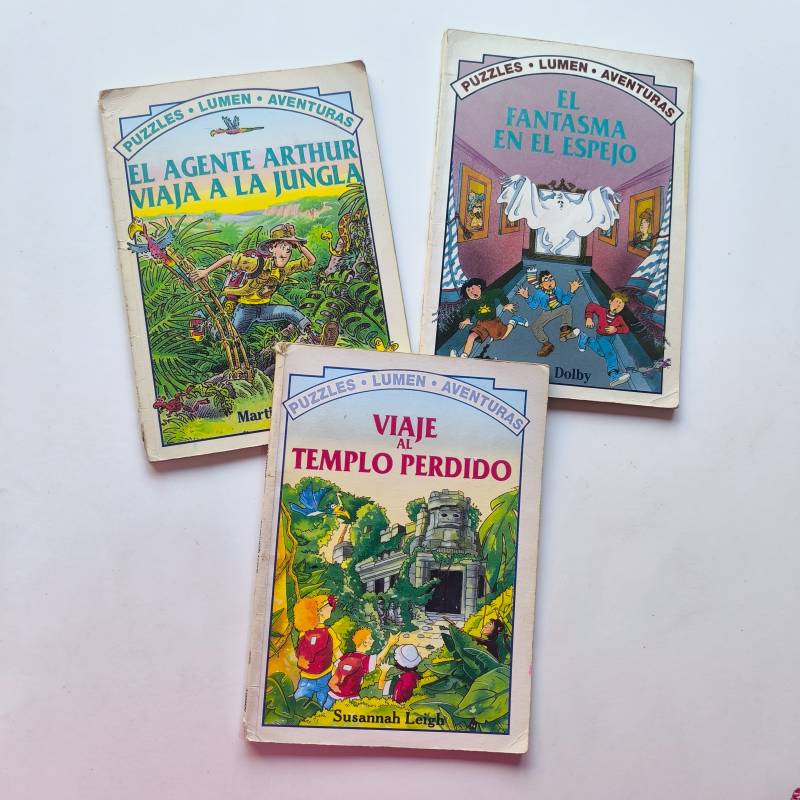 PUZZLES • LUMEN • AVENTURAS
EL AGENTE ARTHUR
VIAJA A LA JUNGLA
PUZZLES • LUMEN • AVENTURAS
EL
FANTASMA
EN EL ESPEJO
Dolby
PUZZLES • LUMEN • AVENTURAS
VIAJE
AL
TEMPLO PERDIDO
Susannah Leigh